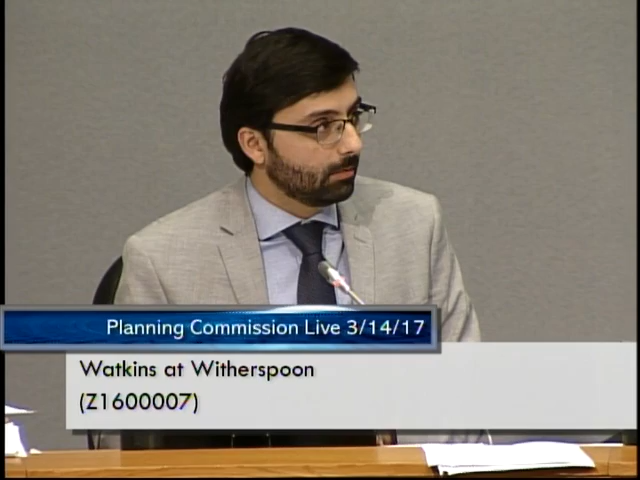 Planning Commission Live 3/14/17
Watkins at Witherspoon
(Z1600007)